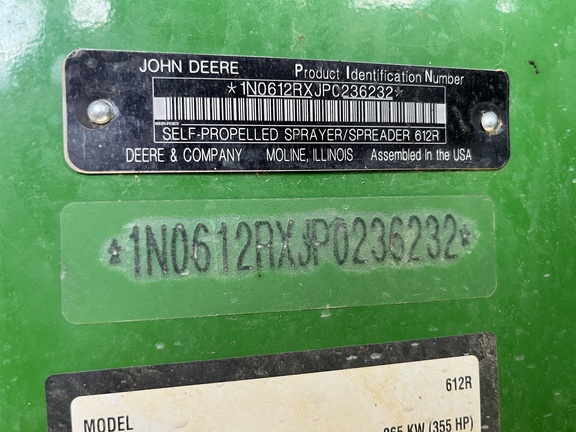 JOHN DEERE Product Identification Number
*1N0612RXJPC236232*
SELF-PROPELLED SPRAYER/SPREADER 612R
DEERE & COMPANY MOLINE, ILLINOIS Assembled in the USA
*1N0612RXJP0236232*
612R
MODEL
265 KW (355 HP)